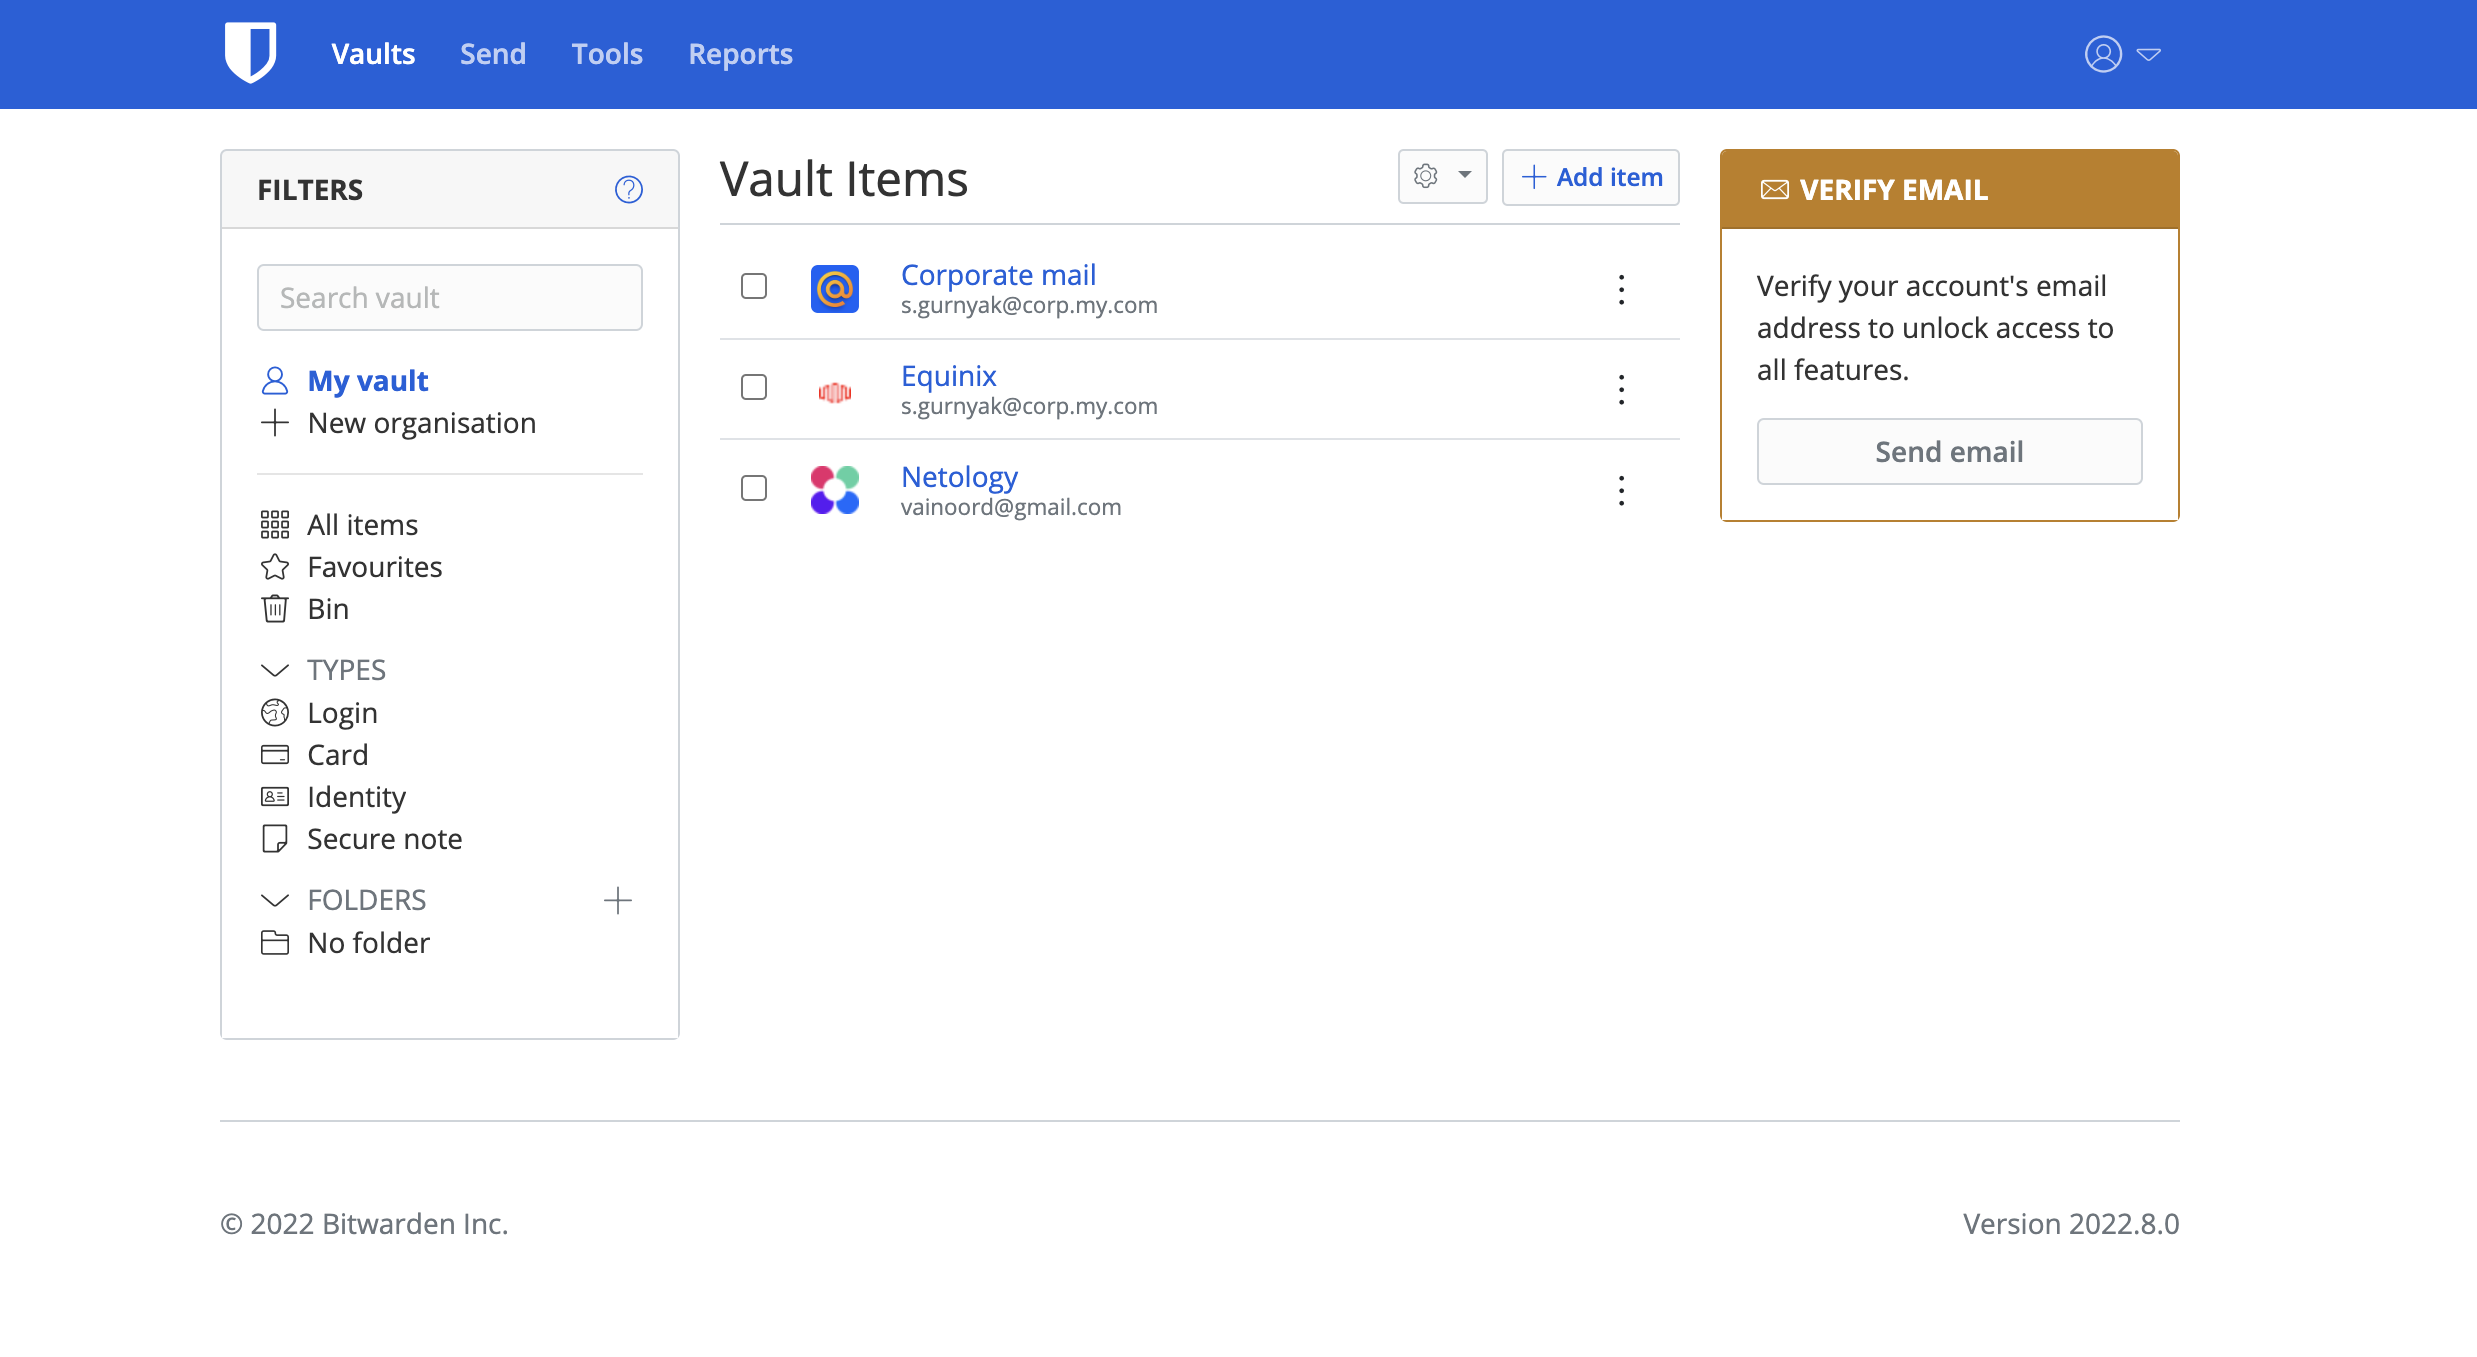 Vaults Send Tools Reports
FILTERS
Search vault
My vault
New organisation
All items
Favourites
Bin
TYPES
Login
Card
Identity
Secure note
FOLDERS
No folder
Vault Items
Add item
Corporate mail
s.gurnyak@corp.my.com
Equinix
s.gurnyak@corp.my.com
Netology
vainoord@gmail.com
VERIFY EMAIL
Verify your account's email
address to unlock access to
all features.
Send email
© 2022 Bitwarden Inc.
Version 2022.8.0